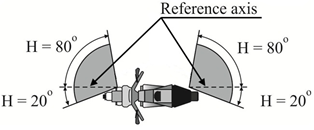 Reference axis
H = 80°
H = 80°
H = 20°
H = 20°